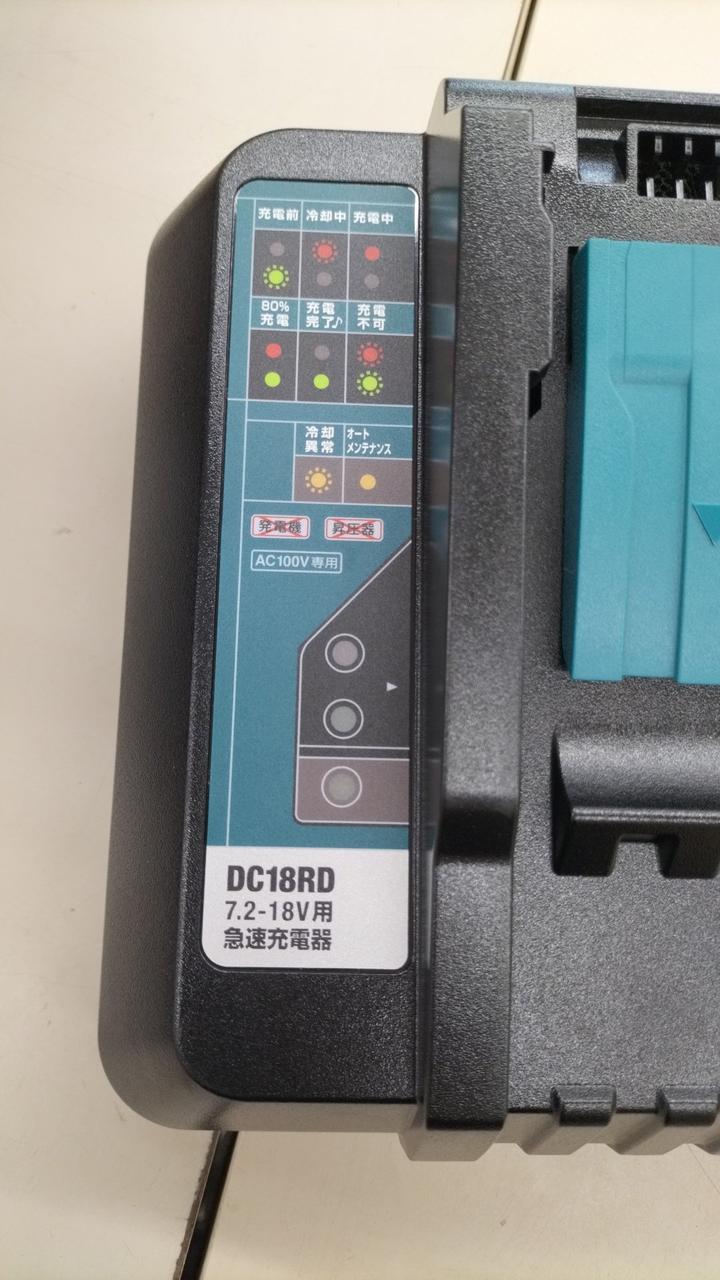 充電前 冷却中 充電中
80%
充電
充電
完了♪
充電
不可
冷却
異常
オート
メンテナンス
発電機 昇圧器
AC100V専用
DC18RD
7.2-18V用
急速充電器